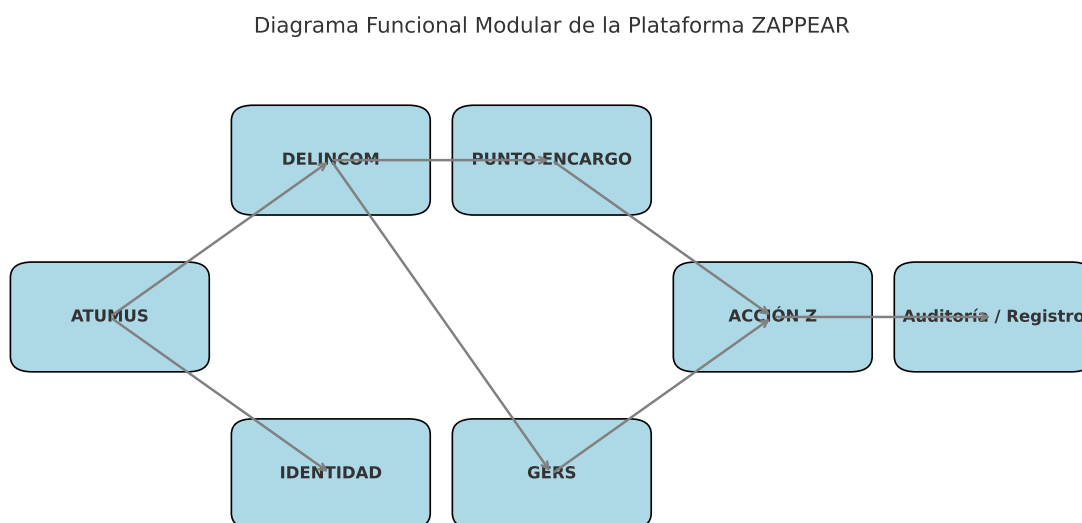 Diagrama Funcional Modular de la Plataforma ZAPPEAR
DELINCOM
PUNTO ENCARGO
ATUMUS
ACCIÓN Z
Auditoría / Registro
IDENTIDAD
GERS